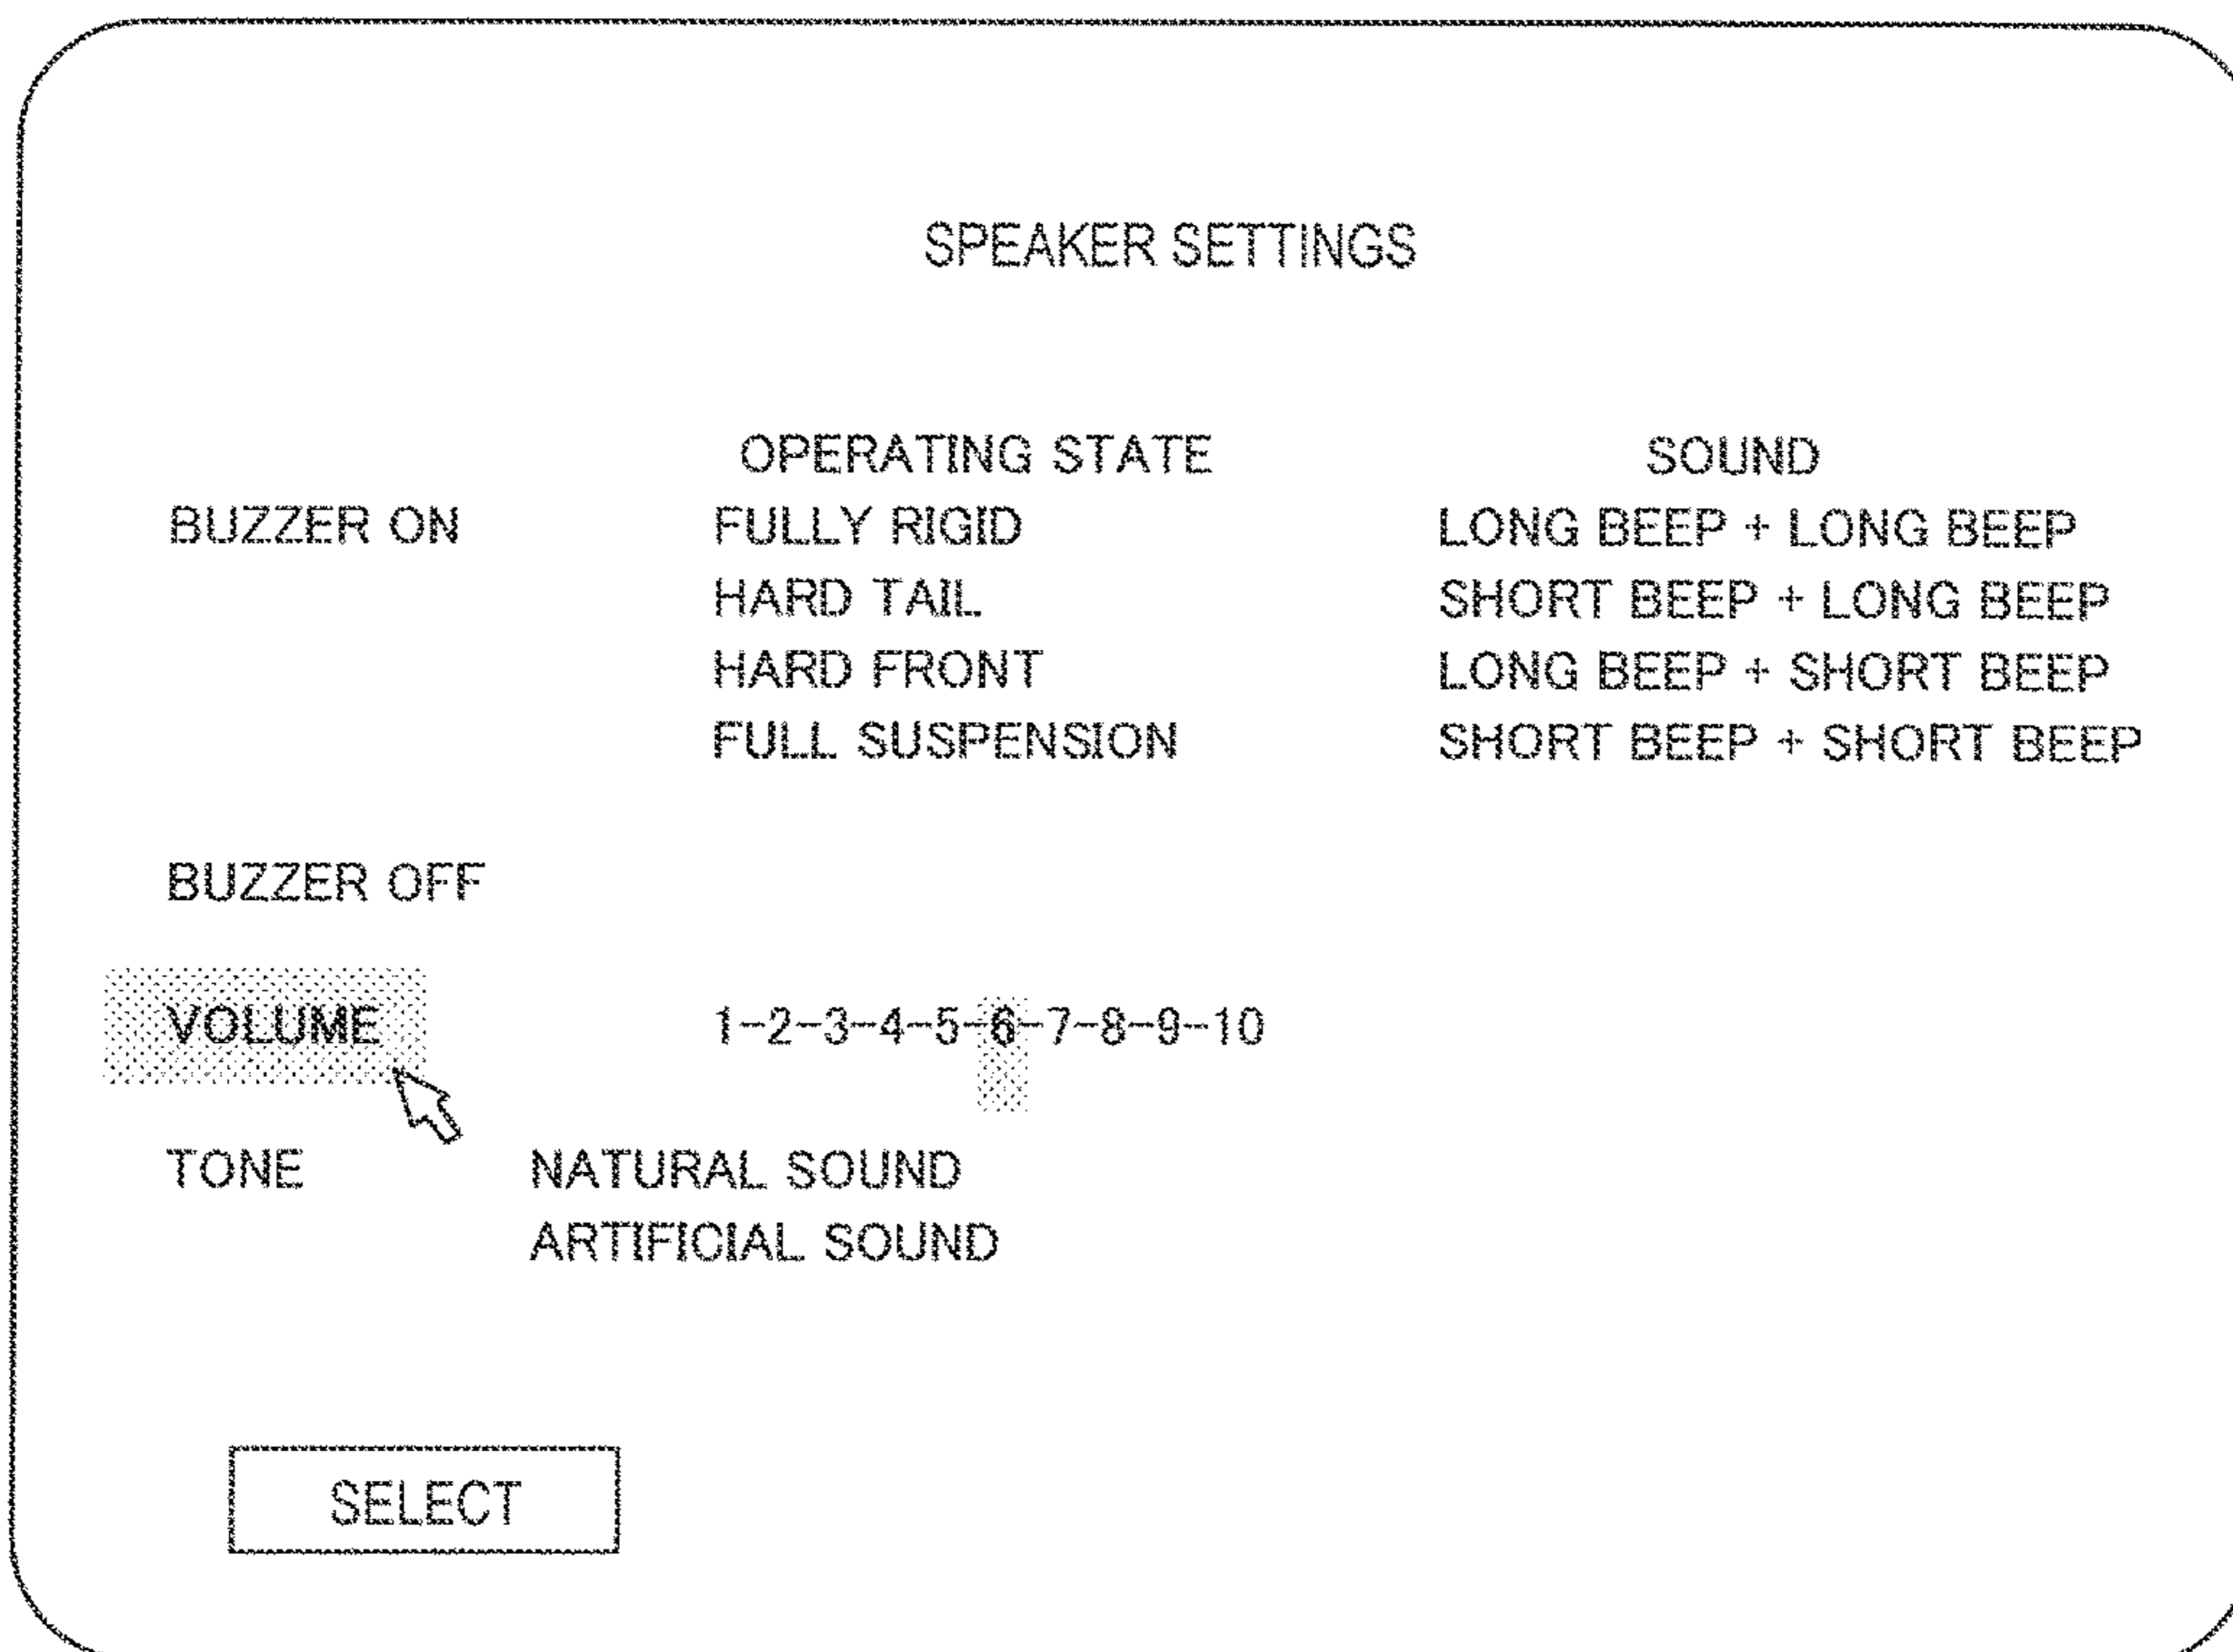 SPEAKER SETTINGS
OPERATING STATE SOUND
BUZZER ON FULLY RIGID LONG BEEP + LONG BEEP
HARD TAIL SHORT BEEP + LONG BEEP
HARD FRONT LONG BEEP + SHORT BEEP
FULL SUSPENSION SHORT BEEP + SHORT BEEP
BUZZER OFF
VOLUME 1-2-3-4-5-6-7-8-9-10
TONE NATURAL SOUND
ARTIFICIAL SOUND
SELECT